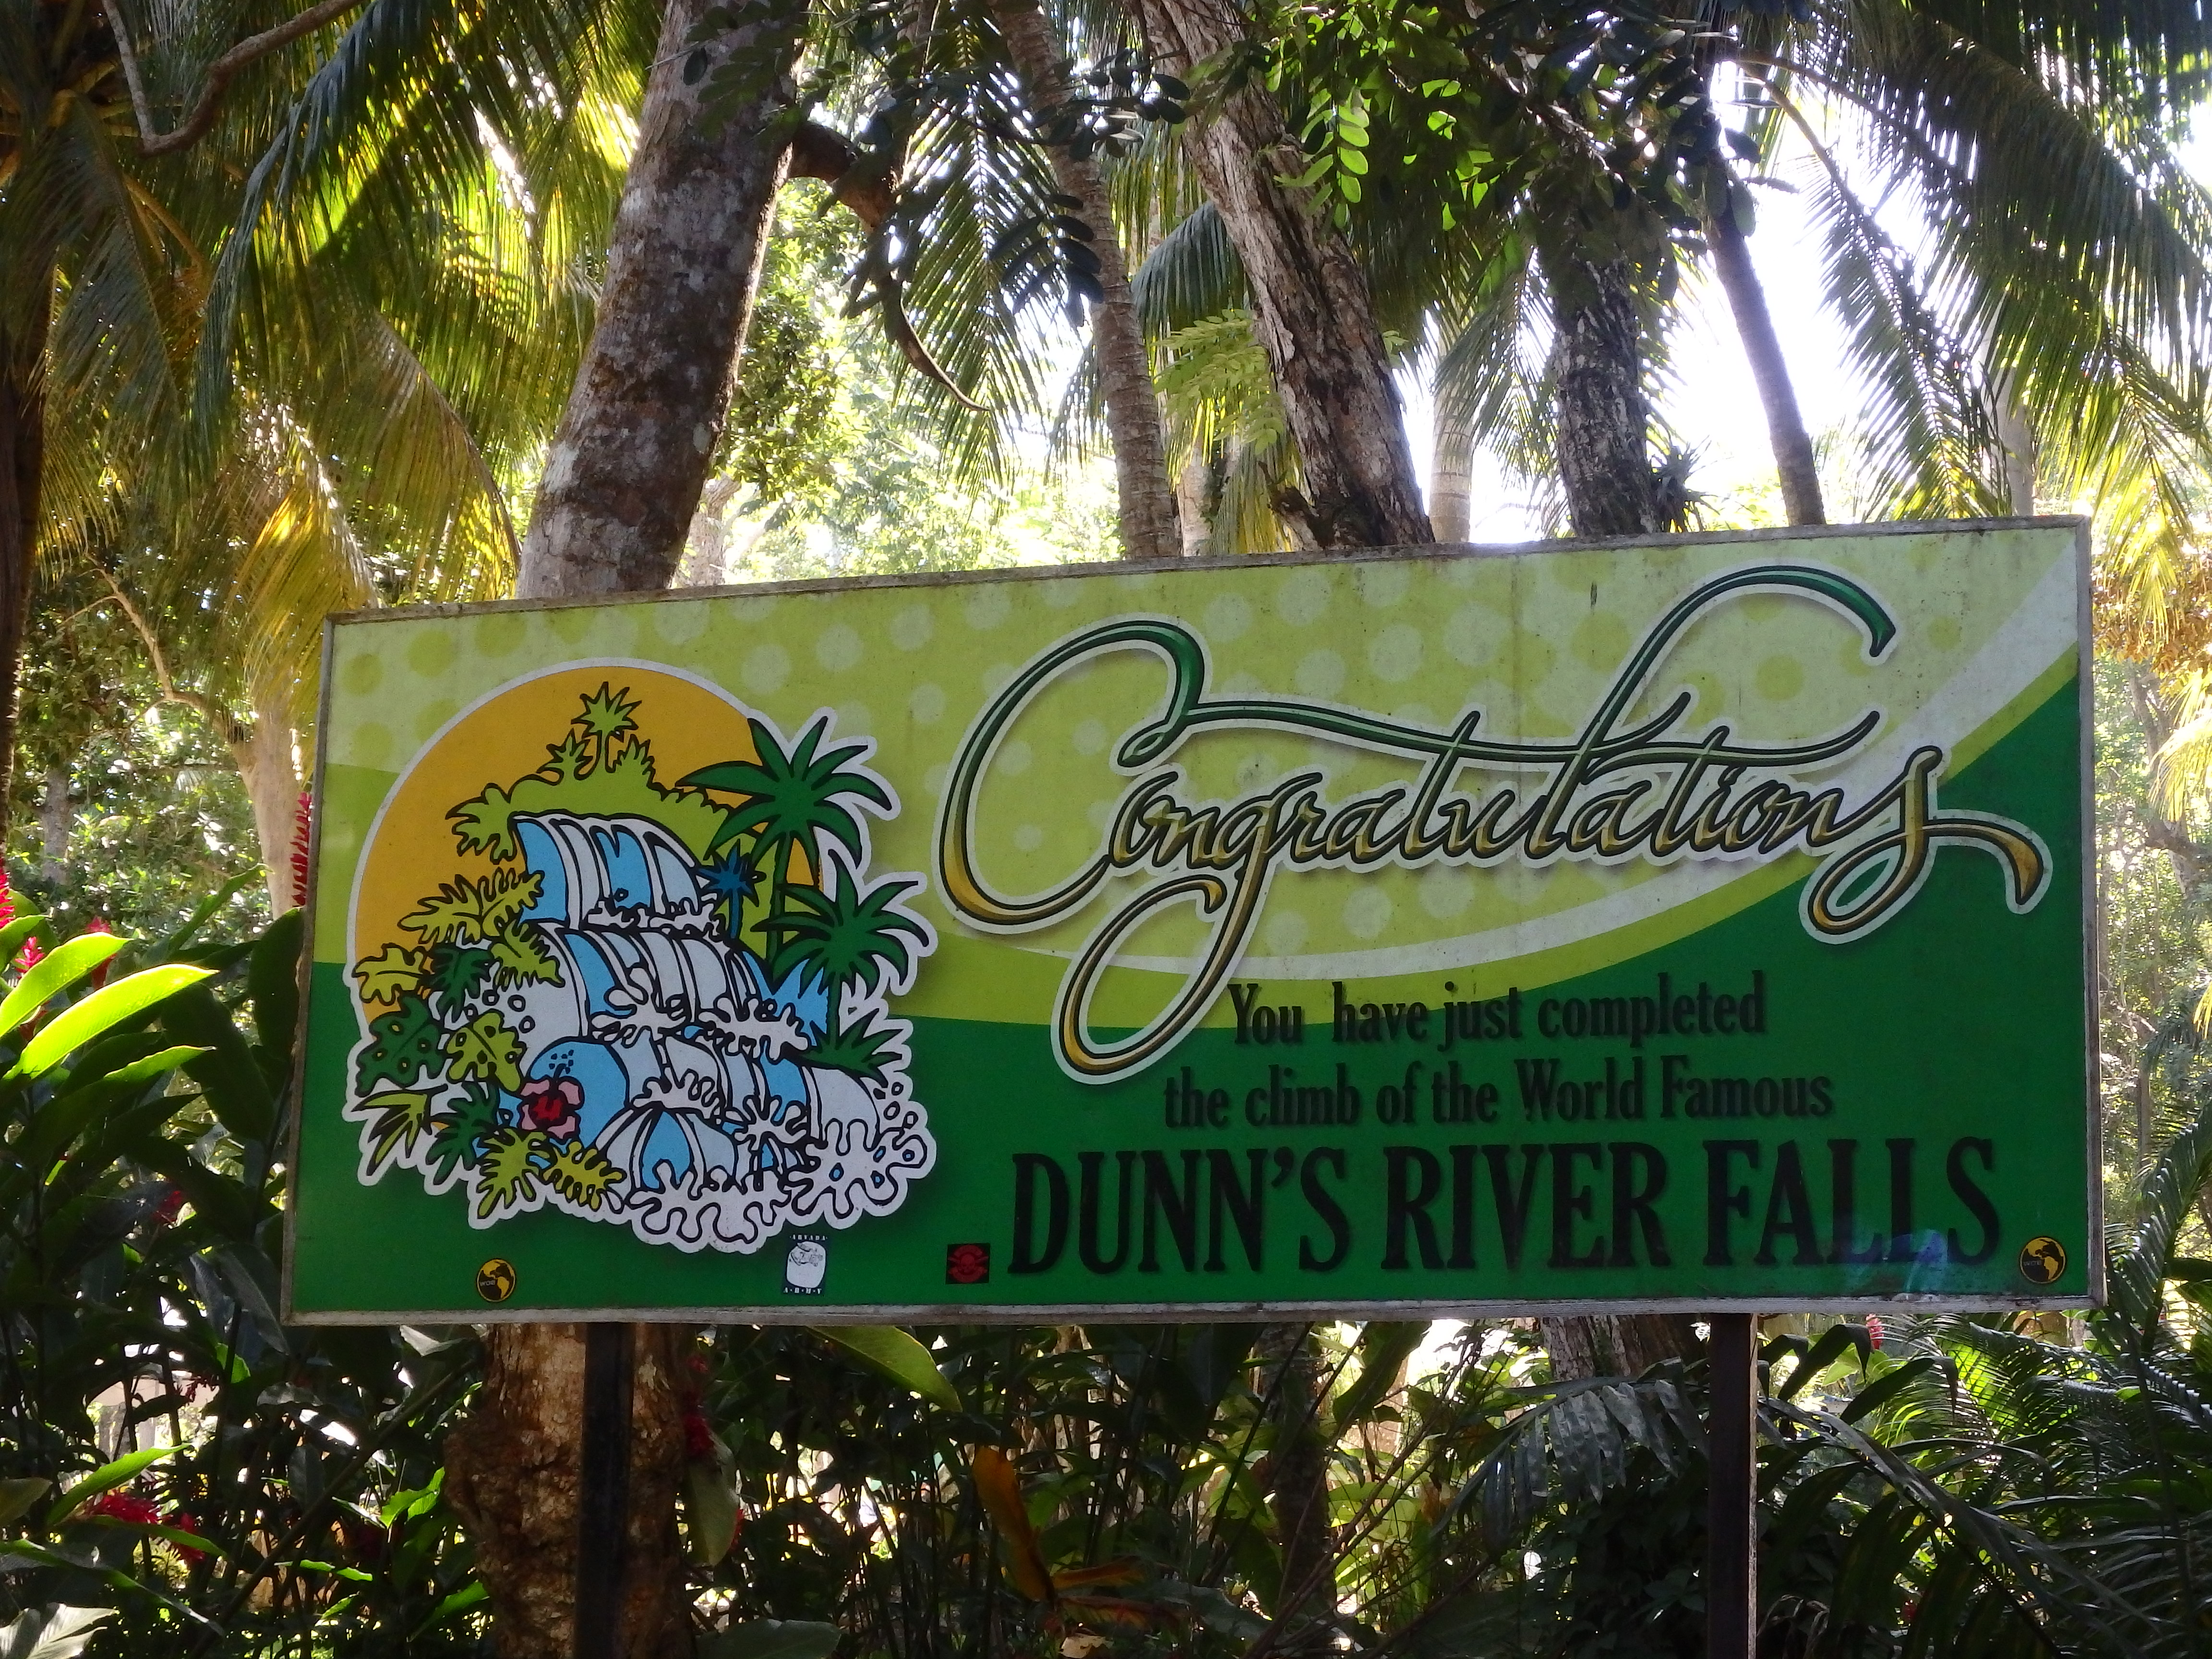 Congratulations
You have just completed
the climb of the World Famous
DUNN'S RIVER FALLS